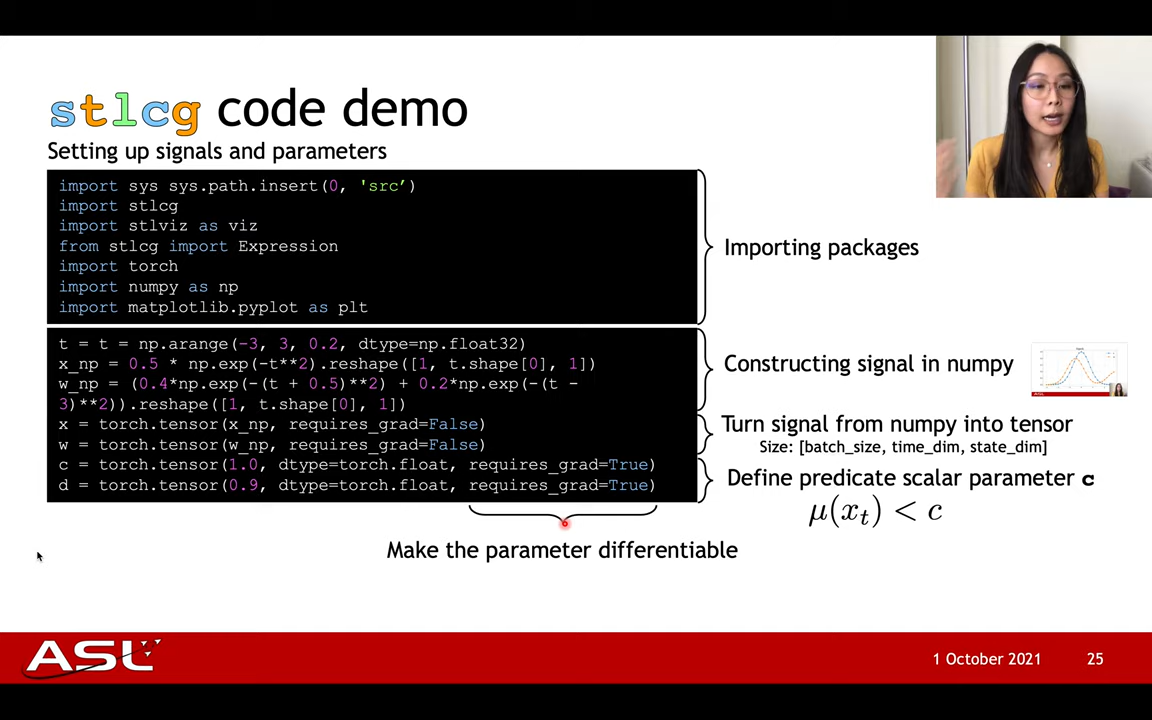 stlcg code demo
Setting up signals and parameters
import sys sys.path.insert(0, 'src’)
import stlcg
import stlviz as viz
from stlcg import Expression
import torch
import numpy as np
import matplotlib.pyplot as plt
Importing packages
t = t = np.arange(-3, 3, 0.2, dtype=np.float32)
x_np = 0.5 * np.exp(-t**2).reshape([1, t.shape[0], 1])
w_np = (0.4*np.exp(-(t + 0.5)**2) + 0.2*np.exp(-(t -
3)**2)).reshape([1, t.shape[0], 1])
x = torch.tensor(x_np, requires_grad=False)
w = torch.tensor(w_np, requires_grad=False)
c = torch.tensor(1.0, dtype=torch.float, requires_grad=True)
d = torch.tensor(0.9, dtype=torch.float, requires_grad=True)
Constructing signal in numpy
Turn signal from numpy into tensor
Size: [batch_size, time_dim, state_dim]
Define predicate scalar parameter c
μ(xₜ) < c
Make the parameter differentiable
ASL
1 October 2021
25